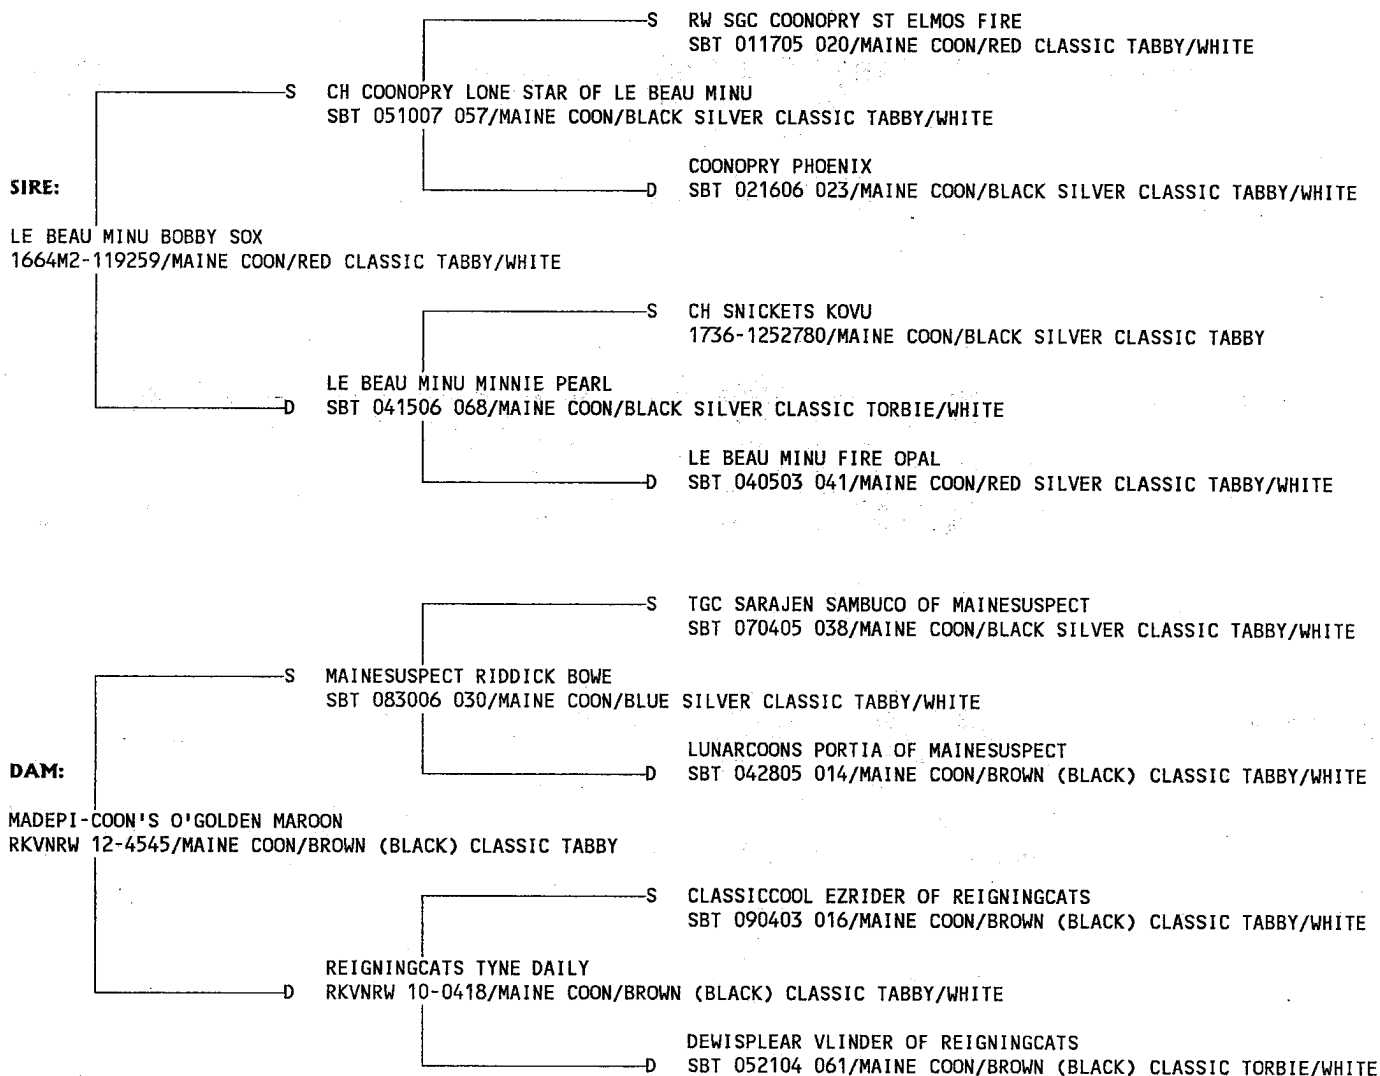 S RW SGC COONOPRY ST ELMOS FIRE
SBT 011705 020/MAINE COON/RED CLASSIC TABBY/WHITE
S CH COONOPRY LONE STAR OF LE BEAU MINU
SBT 051007 057/MAINE COON/BLACK SILVER CLASSIC TABBY/WHITE
COONOPRY PHOENIX
D SBT 021606 023/MAINE COON/BLACK SILVER CLASSIC TABBY/WHITE
SIRE:
LE BEAU MINU BOBBY SOX
1664M2-119259/MAINE COON/RED CLASSIC TABBY/WHITE
S CH SNICKETS KOVU
1736-1252780/MAINE COON/BLACK SILVER CLASSIC TABBY
LE BEAU MINU MINNIE PEARL
D SBT 041506 068/MAINE COON/BLACK SILVER CLASSIC TORBIE/WHITE
LE BEAU MINU FIRE OPAL
D SBT 040503 041/MAINE COON/RED SILVER CLASSIC TABBY/WHITE
S TGC SARAJEN SAMBUCO OF MAINESUSPECT
SBT 070405 038/MAINE COON/BLACK SILVER CLASSIC TABBY/WHITE
S MAINESUSPECT RIDDICK BOWE
SBT 083006 030/MAINE COON/BLUE SILVER CLASSIC TABBY/WHITE
LUNARCOONS PORTIA OF MAINESUSPECT
D SBT 042805 014/MAINE COON/BROWN (BLACK) CLASSIC TABBY/WHITE
DAM:
MADEPI-COON'S O'GOLDEN MAROON
RKVNRW 12-4545/MAINE COON/BROWN (BLACK) CLASSIC TABBY
S CLASSICCOOL EZRIDER OF REIGNINGCATS
SBT 090403 016/MAINE COON/BROWN (BLACK) CLASSIC TABBY/WHITE
REIGNINGCATS TYNE DAILY
D RKVNRW 10-0418/MAINE COON/BROWN (BLACK) CLASSIC TABBY/WHITE
DEWISPLEAR VLINDER OF REIGNINGCATS
D SBT 052104 061/MAINE COON/BROWN (BLACK) CLASSIC TORBIE/WHITE